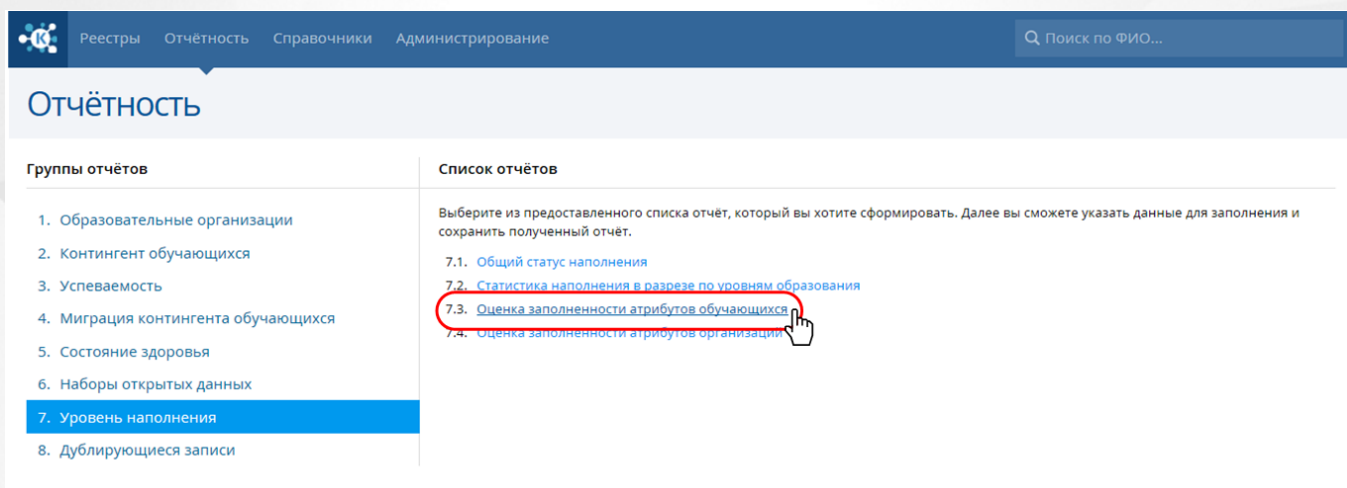 K Реестры Отчётность Справочники Администрирование Поиск по ФИО...
Отчётность
Группы отчётов
1. Образовательные организации
2. Контингент обучающихся
3. Успеваемость
4. Миграция контингента обучающихся
5. Состояние здоровья
6. Наборы открытых данных
7. Уровень наполнения
8. Дублирующиеся записи
Список отчётов
Выберите из предоставленного списка отчёт, который вы хотите сформировать. Далее вы сможете указать данные для заполнения и
сохранить полученный отчёт.
7.1. Общий статус наполнения
7.2. Статистика наполнения в разрезе по уровням образования
7.3. Оценка заполненности атрибутов обучающихся
7.4. Оценка заполненности атрибутов организации